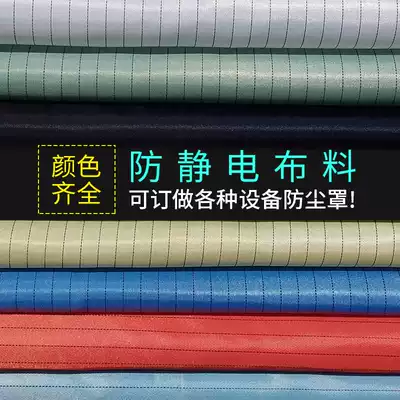 颜色
齐全
防静电布料
可订做各种设备防尘罩!